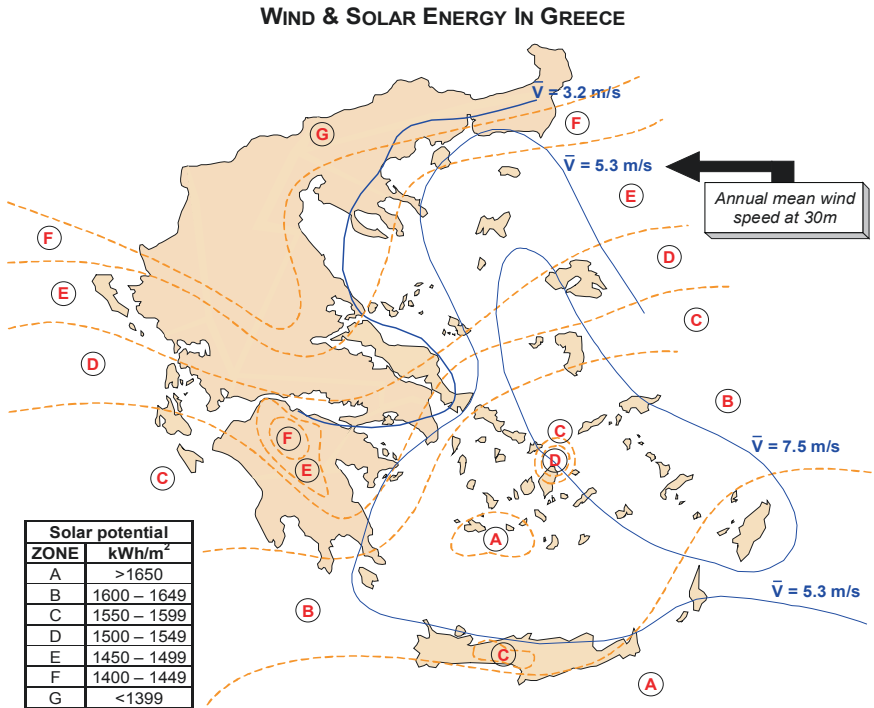 WIND & SOLAR ENERGY IN GREECE
V̄ = 3.2 m/s
F
G
V̄ = 5.3 m/s
Annual mean wind
speed at 30m
E
F
D
E
C
D
B
C
F
D
V̄ = 7.5 m/s
E
C
A
V̄ = 5.3 m/s
B
C
A
Solar potential
ZONE kWh/m²
A >1650
B 1600 – 1649
C 1550 – 1599
D 1500 – 1549
E 1450 – 1499
F 1400 – 1449
G <1399